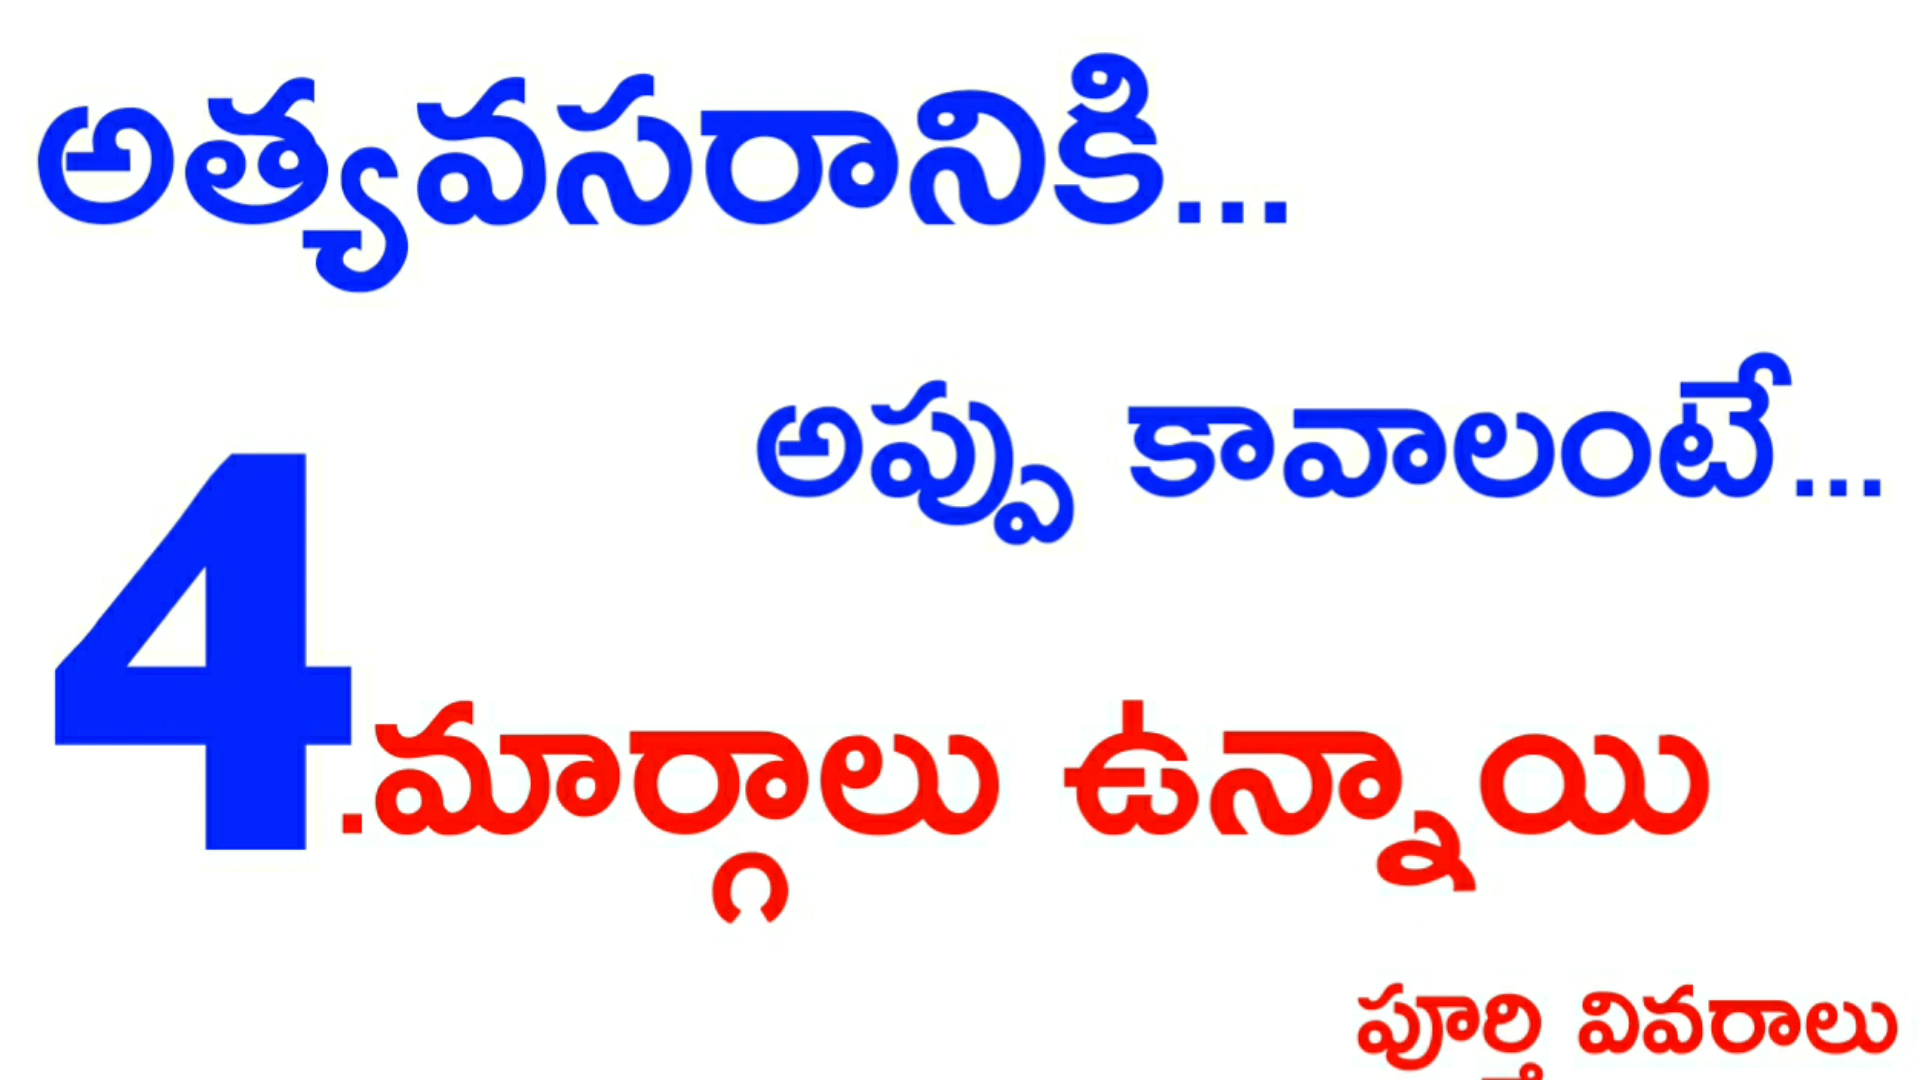 అత్యవసరానికి...
అప్పు కావాలంటే...
4.మార్గాలు ఉన్నాయి
పూర్తి వివరాలు